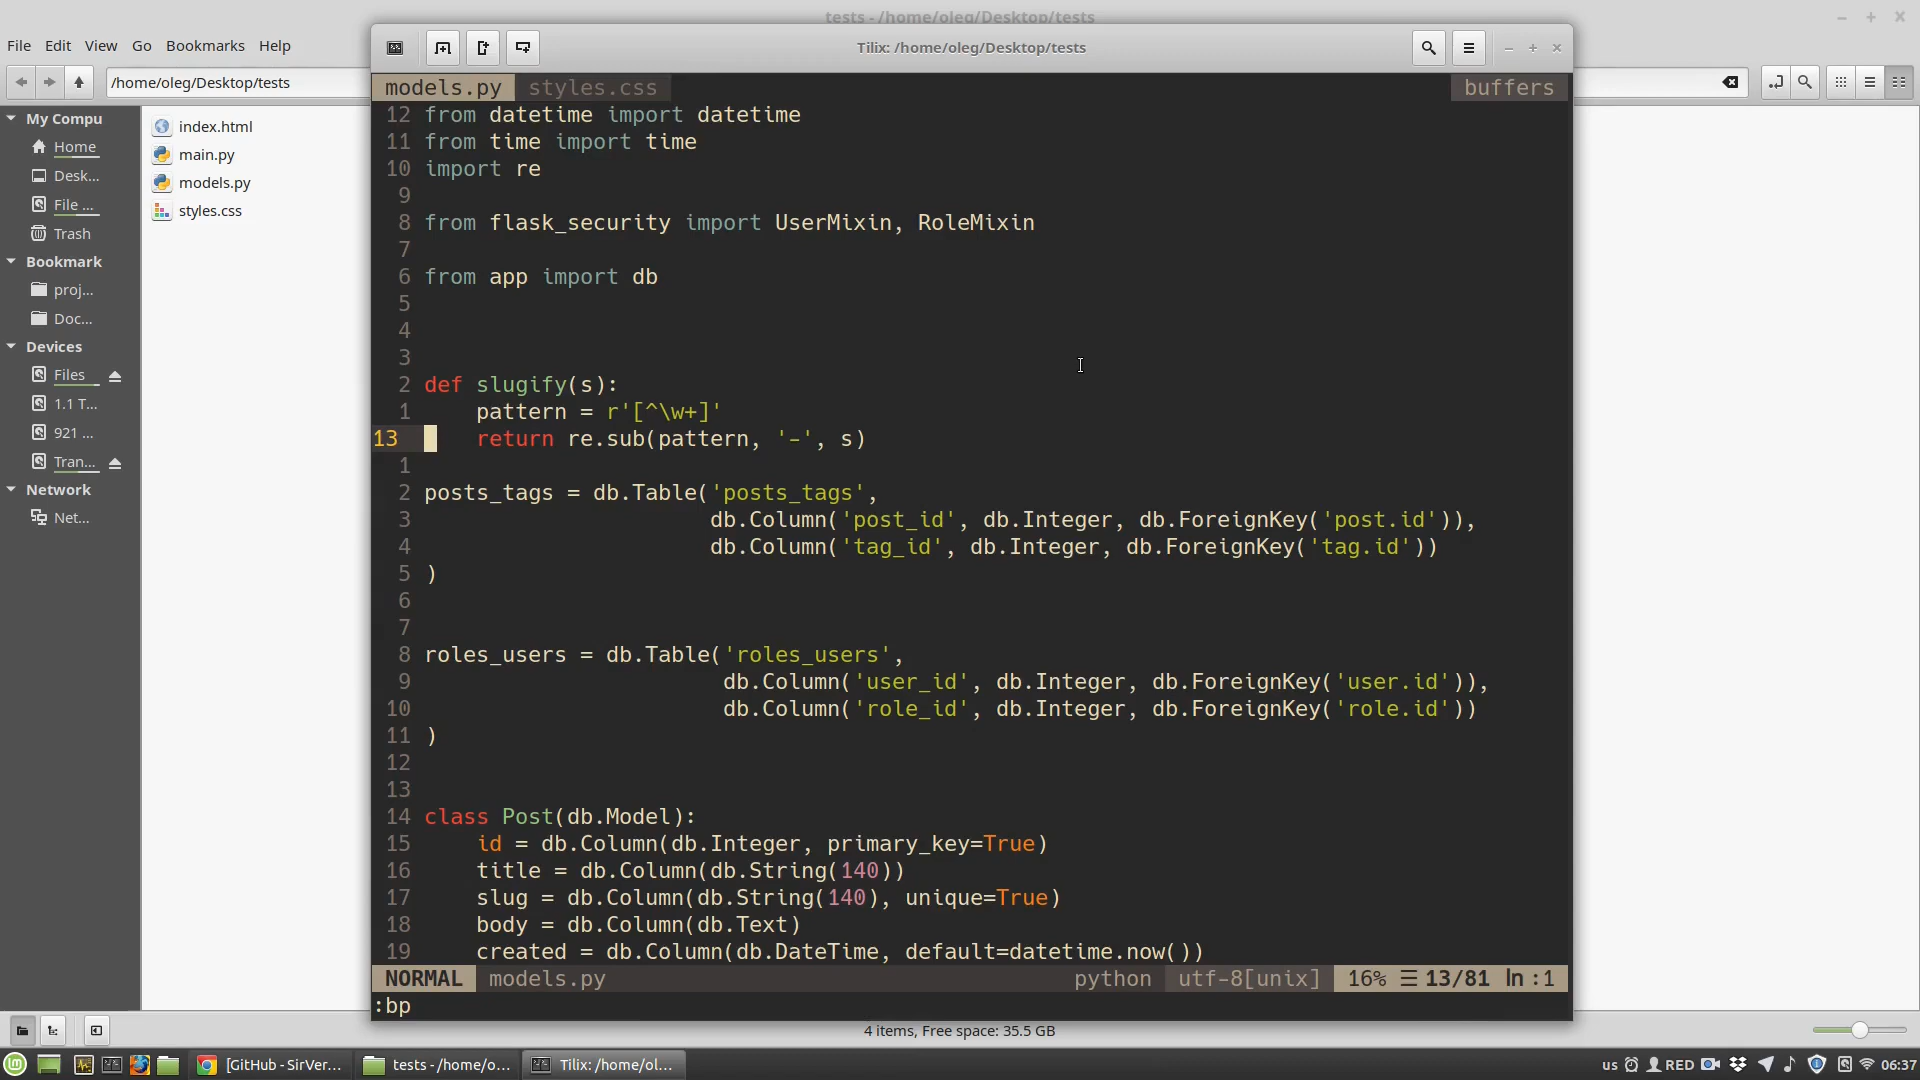 tests - /home/oleg/Desktop/tests
File Edit View Go Bookmarks Help
/home/oleg/Desktop/tests
My Compu
Home
Desk...
File ...
Trash
Bookmark
proj...
Doc...
Devices
Files
1.1 T...
921 ...
Tran...
Network
Net...
index.html
main.py
models.py
styles.css
Tilix: /home/oleg/Desktop/tests
models.py styles.css buffers
12 from datetime import datetime
11 from time import time
10 import re
9
8 from flask_security import UserMixin, RoleMixin
7
6 from app import db
5
4
3
2 def slugify(s):
1     pattern = r'[^\w+]'
13     return re.sub(pattern, '-', s)
1
2 posts_tags = db.Table('posts_tags',
3                       db.Column('post_id', db.Integer, db.ForeignKey('post.id')),
4                       db.Column('tag_id', db.Integer, db.ForeignKey('tag.id'))
5 )
6
7
8 roles_users = db.Table('roles_users',
9                        db.Column('user_id', db.Integer, db.ForeignKey('user.id')),
10                       db.Column('role_id', db.Integer, db.ForeignKey('role.id'))
11 )
12
13
14 class Post(db.Model):
15     id = db.Column(db.Integer, primary_key=True)
16     title = db.Column(db.String(140))
17     slug = db.Column(db.String(140), unique=True)
18     body = db.Column(db.Text)
19     created = db.Column(db.DateTime, default=datetime.now())
NORMAL models.py python utf-8[unix] 16% ☰ 13/81 ln :1
:bp
4 items, Free space: 35.5 GB
[GitHub - SirVer... tests - /home/o... Tilix: /home/ol... us RED 06:37